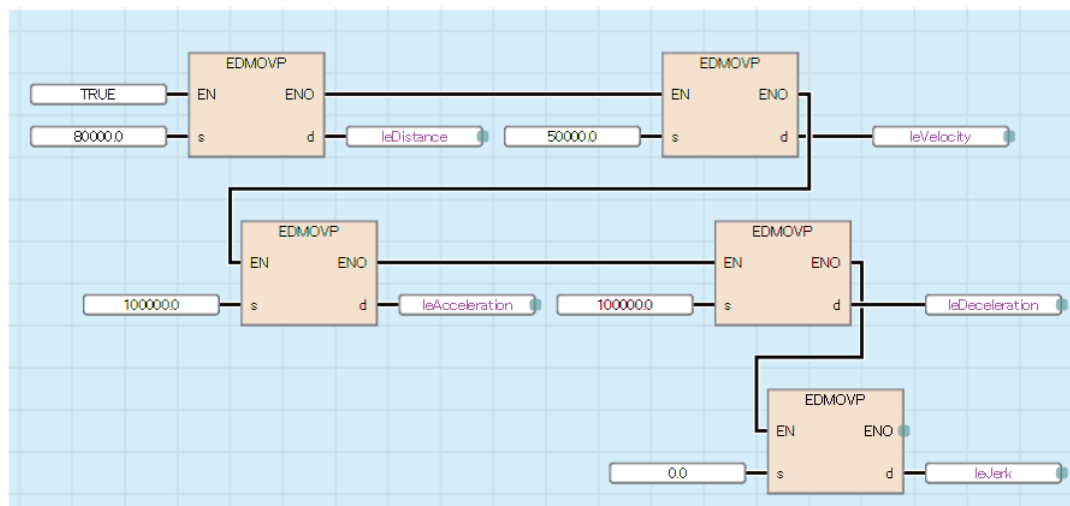 EDMOVP EDMOVP
TRUE EN ENO EN ENO
80000.0 s d leDistance 50000.0 s d leVelocity
EDMOVP EDMOVP
EN ENO EN ENO
100000.0 s d leAcceleration 100000.0 s d leDeceleration
EDMOVP
EN ENO
0.0 s d leJerk